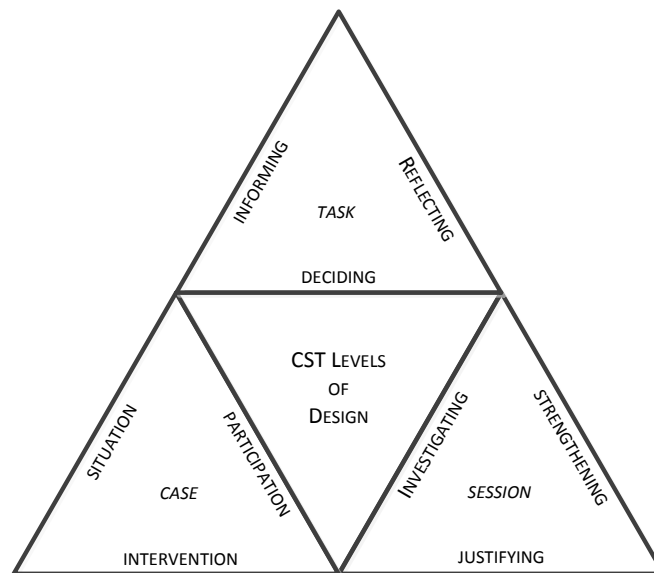 INFORMING
REFLECTING
TASK
DECIDING
CST LEVELS
OF
DESIGN
SITUATION
PARTICIPATION
INVESTIGATING
STRENGTHENING
CASE
SESSION
INTERVENTION
JUSTIFYING